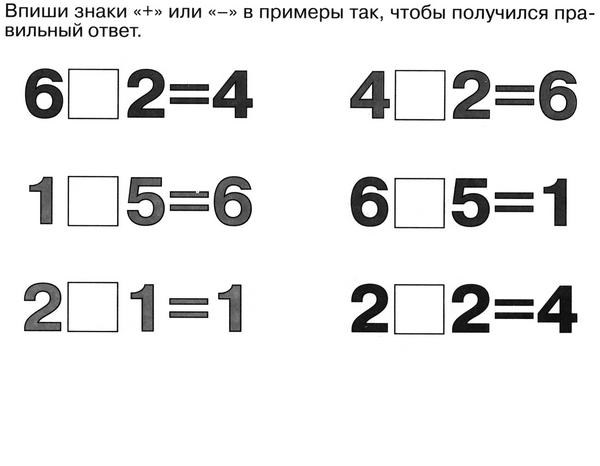 Впиши знаки «+» или «–» в примеры так, чтобы получился пра-
вильный ответ.
6□2=4 4□2=6
1□5=6 6□5=1
2□1=1 2□2=4